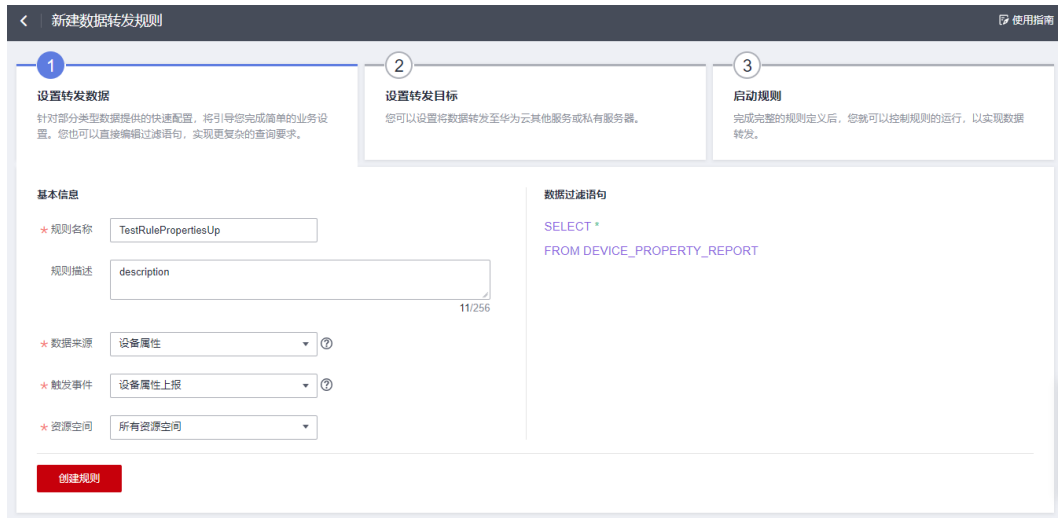 新建数据转发规则
使用指南
1
设置转发数据
针对部分类型数据提供的快速配置，将引导您完成简单的业务设
置。您也可以直接编辑过滤语句，实现更复杂的查询要求。
2
设置转发目标
您可以设置将数据转发至华为云其他服务或私有服务器。
3
启动规则
完成完整的规则定义后，您就可以控制规则的运行，以实现数据
转发。
基本信息
* 规则名称 TestRulePropertiesUp
规则描述 description
11/256
* 数据来源 设备属性
* 触发事件 设备属性上报
* 资源空间 所有资源空间
创建规则
数据过滤语句
SELECT *
FROM DEVICE_PROPERTY_REPORT